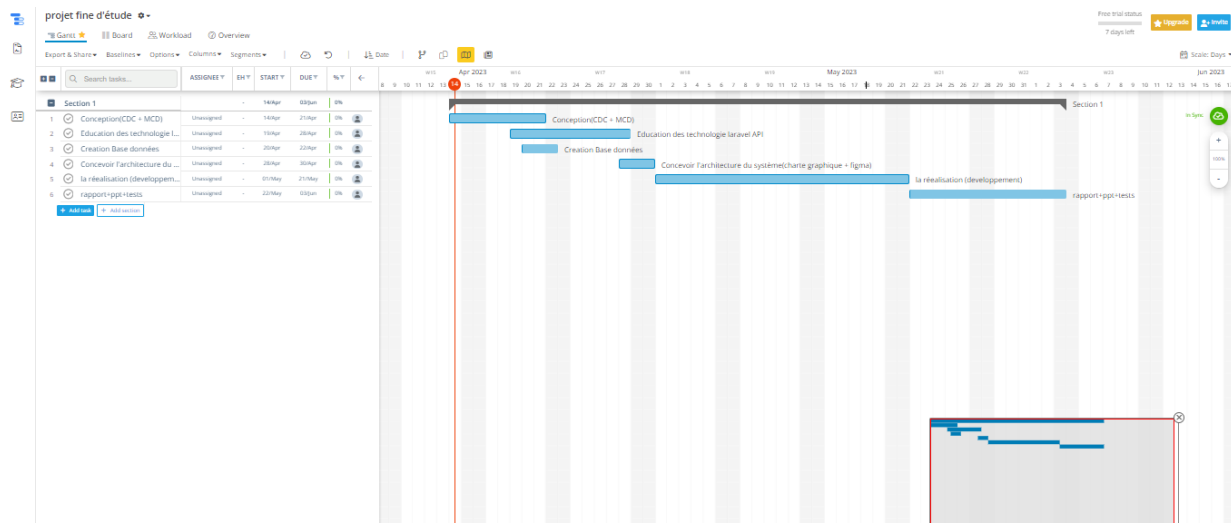 projet fine d'étude
Free trial status
7 days left
Upgrade
Invite
Gantt
Board
Workload
Overview
Export & Share
Baselines
Options
Columns
Segments
Date
Scale: Days
Search tasks...
ASSIGNEE EH START DUE %
W15 Apr 2023 W16 W17 W18 W19 May 2023 W21 W22 W23 Jun 2023
8 9 10 11 12 13 14 15 16 17 18 19 20 21 22 23 24 25 26 27 28 29 30 1 2 3 4 5 6 7 8 9 10 11 12 13 14 15 16 17 18 19 20 21 22 23 24 25 26 27 28 29 30 31 1 2 3 4 5 6 7 8 9 10 11 12 13 14 15 16
Section 1 - 14/Apr 03/Jun 0%
1 Conception(CDC + MCD) Unassigned - 14/Apr 21/Apr 0%
2 Education des technologie l... Unassigned - 19/Apr 28/Apr 0%
3 Creation Base données Unassigned - 20/Apr 22/Apr 0%
4 Concevoir l'architecture du ... Unassigned - 28/Apr 30/Apr 0%
5 la réealisation (developpem... Unassigned - 01/May 21/May 0%
6 rapport+ppt+tests Unassigned - 22/May 03/Jun 0%
+ Add task + Add section
Section 1
Conception(CDC + MCD)
Education des technologie laravel API
Creation Base données
Concevoir l'architecture du système(charte graphique + figma)
la réealisation (developpement)
rapport+ppt+tests
In Sync
+
100%
-